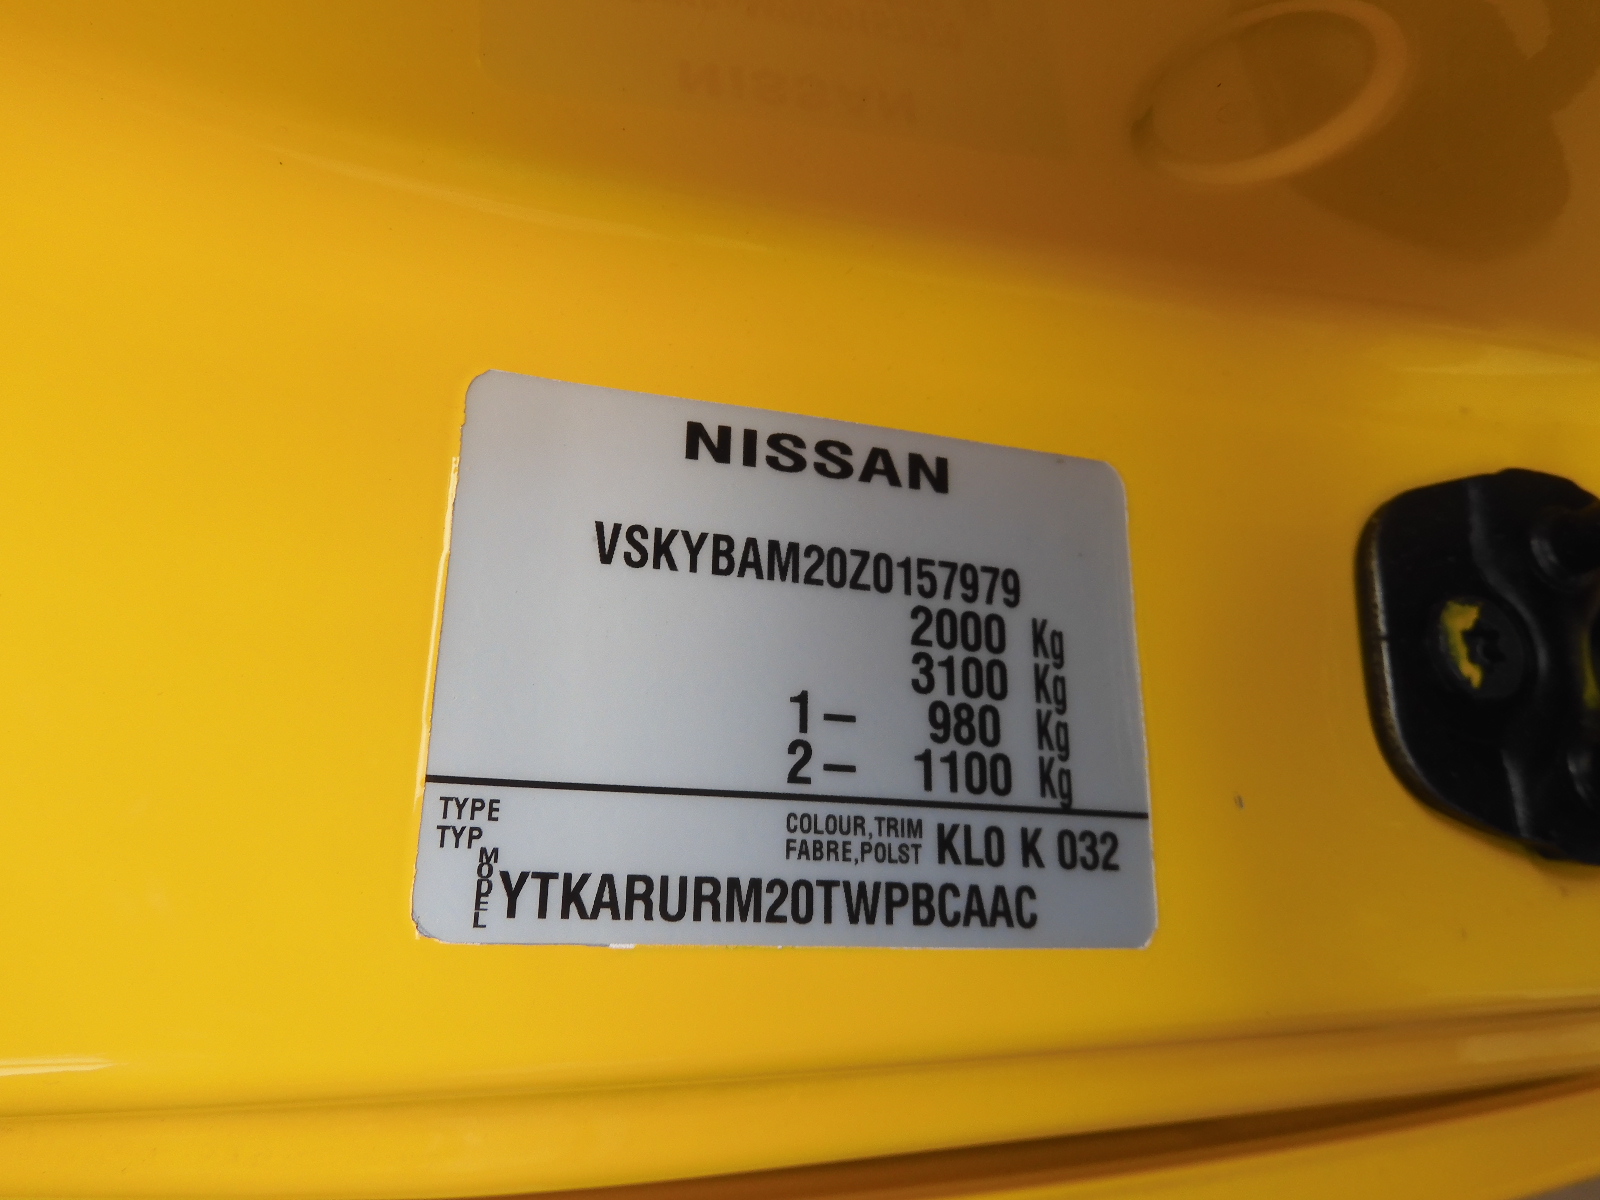 NISSAN
VSKYBAM20Z0157979
2000 Kg
3100 Kg
1– 980 Kg
2– 1100 Kg
TYPE
TYP
COLOUR,TRIM
FABRE,POLST
KL0 K 032
MODEL
YTKARURM20TWPBCAAC